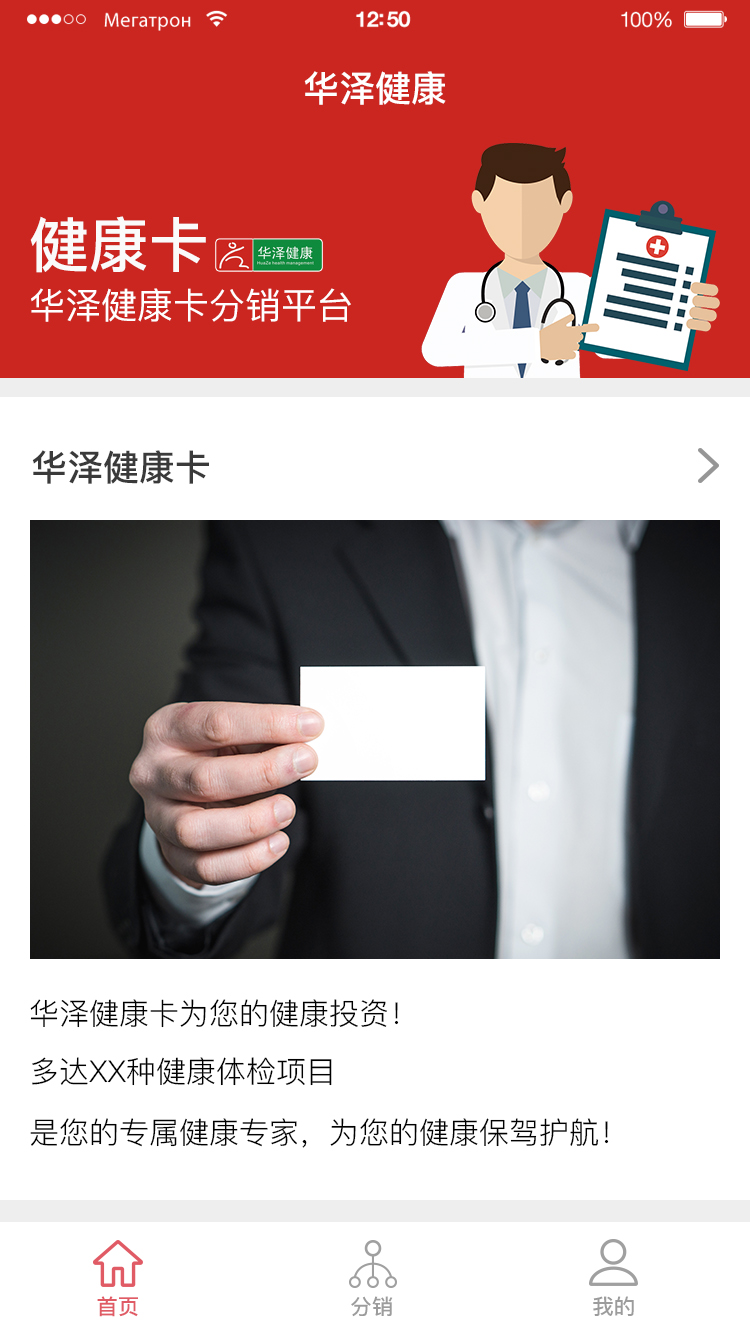 Мегатрон
12:50
100%
华泽健康
健康卡
华泽健康
HuaZe health management
华泽健康卡分销平台
华泽健康卡
华泽健康卡为您的健康投资！
多达XX种健康体检项目
是您的专属健康专家，为您的健康保驾护航！
首页
分销
我的